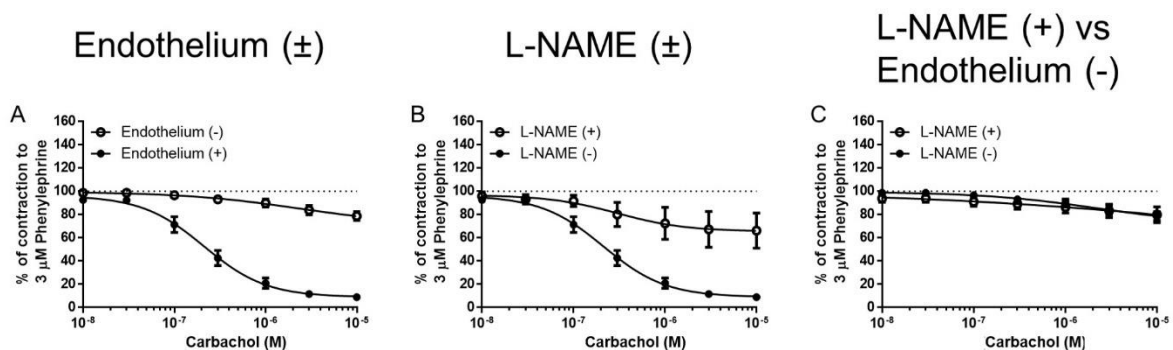 Endothelium (±)
L-NAME (±)
L-NAME (+) vs
Endothelium (-)
A
160
140
120
100
80
60
40
20
0
% of contraction to
3 µM Phenylephrine
Endothelium (-)
Endothelium (+)
10-8
10-7
10-6
10-5
Carbachol (M)
B
160
140
120
100
80
60
40
20
0
% of contraction to
3 µM Phenylephrine
L-NAME (+)
L-NAME (-)
10-8
10-7
10-6
10-5
Carbachol (M)
C
160
140
120
100
80
60
40
20
0
% of contraction to
3 µM Phenylephrine
L-NAME (+)
L-NAME (-)
10-8
10-7
10-6
10-5
Carbachol (M)